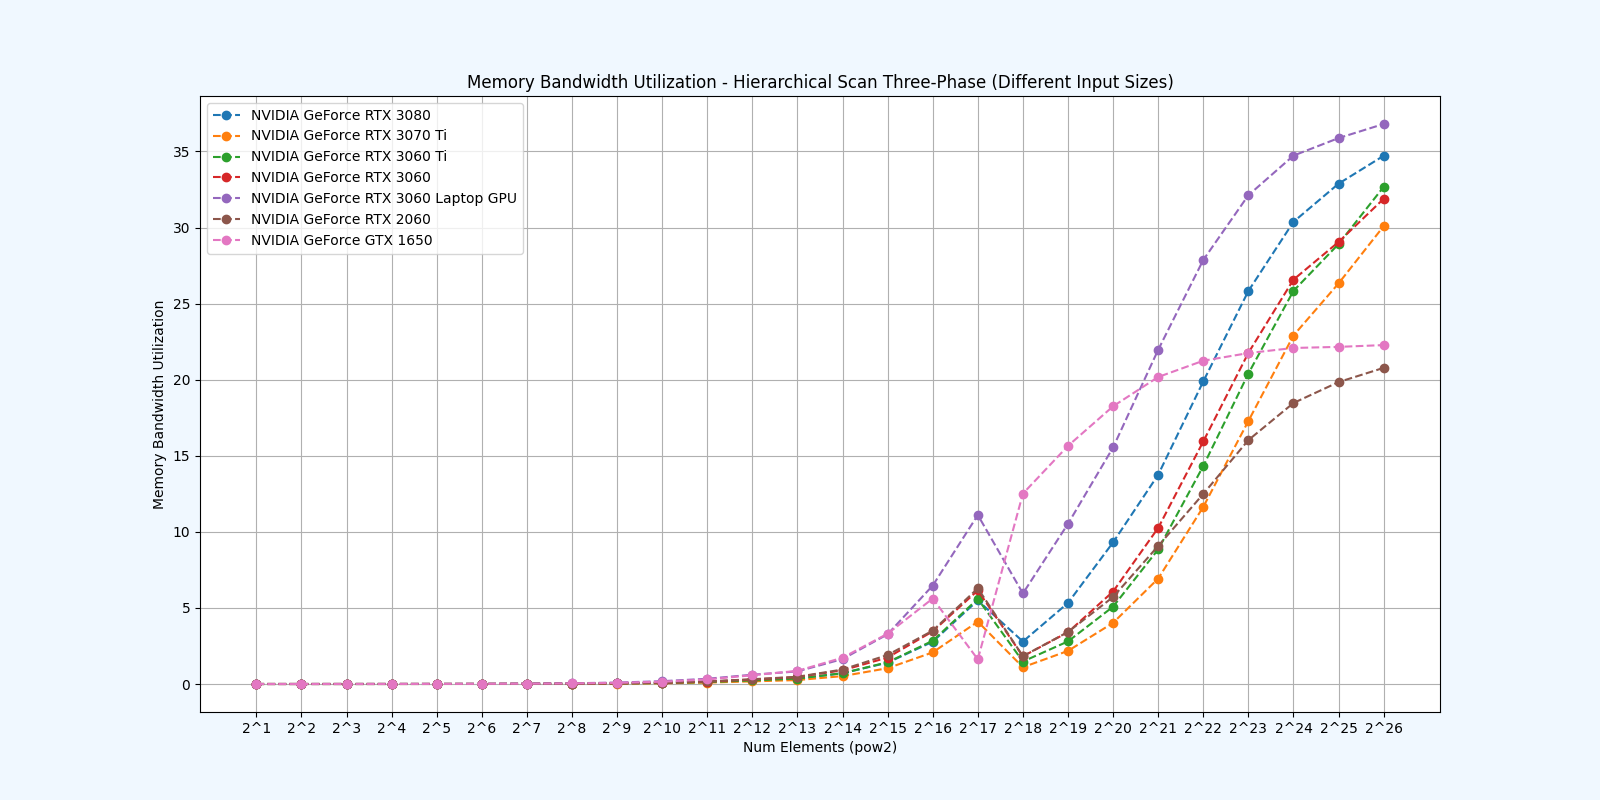 Memory Bandwidth Utilization - Hierarchical Scan Three-Phase (Different Input Sizes)
NVIDIA GeForce RTX 3080
NVIDIA GeForce RTX 3070 Ti
NVIDIA GeForce RTX 3060 Ti
NVIDIA GeForce RTX 3060
NVIDIA GeForce RTX 3060 Laptop GPU
NVIDIA GeForce RTX 2060
NVIDIA GeForce GTX 1650
Memory Bandwidth Utilization
35
30
25
20
15
10
5
0
2^1 2^2 2^3 2^4 2^5 2^6 2^7 2^8 2^9 2^10 2^11 2^12 2^13 2^14 2^15 2^16 2^17 2^18 2^19 2^20 2^21 2^22 2^23 2^24 2^25 2^26
Num Elements (pow2)